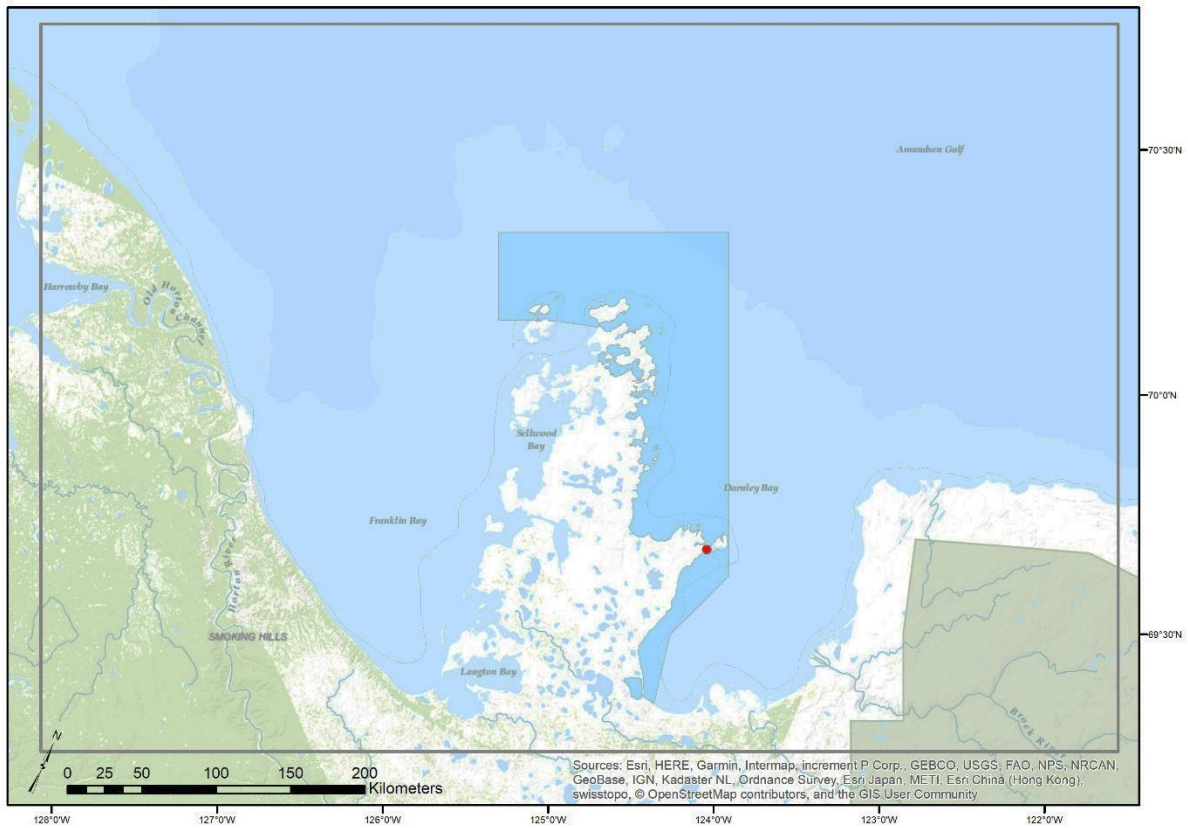 Amundsen Gulf
70°30'N
Harrowby Bay
Old Horton Channel
70°0'N
Sellwood
Bay
Darnley Bay
Franklin Bay
Horton River
SMOKING HILLS
69°30'N
Langton Bay
Brock River
N
0 25 50 100 150 200
Kilometers
Sources: Esri, HERE, Garmin, Intermap, increment P Corp., GEBCO, USGS, FAO, NPS, NRCAN,
GeoBase, IGN, Kadaster NL, Ordnance Survey, Esri Japan, METI, Esri China (Hong Kong),
swisstopo, © OpenStreetMap contributors, and the GIS User Community
128°0'W 127°0'W 126°0'W 125°0'W 124°0'W 123°0'W 122°0'W